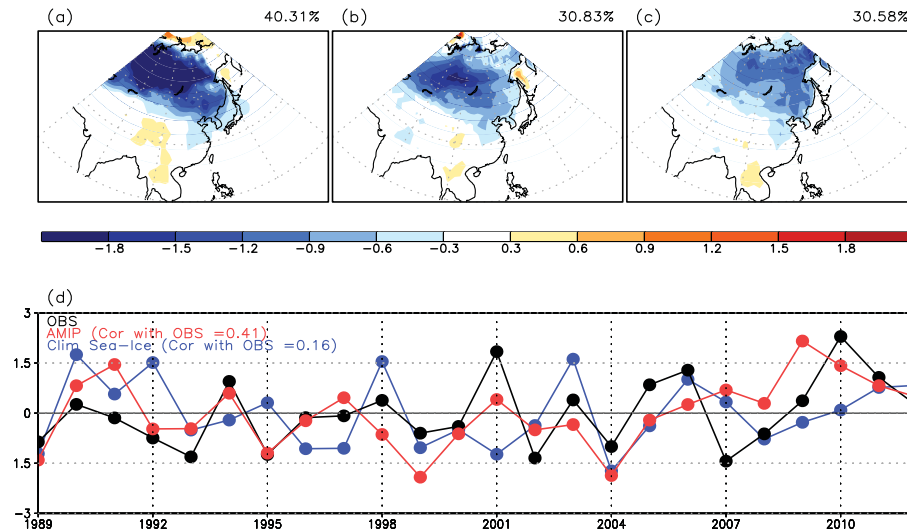 (a) 40.31%
(b) 30.83%
(c) 30.58%
−1.8 −1.5 −1.2 −0.9 −0.6 −0.3 0.3 0.6 0.9 1.2 1.5 1.8
(d)
OBS
AMIP (Cor with OBS =0.41)
Clim Sea-Ice (Cor with OBS =0.16)
3
1.5
0
1.5
−3
1989 1992 1995 1998 2001 2004 2007 2010